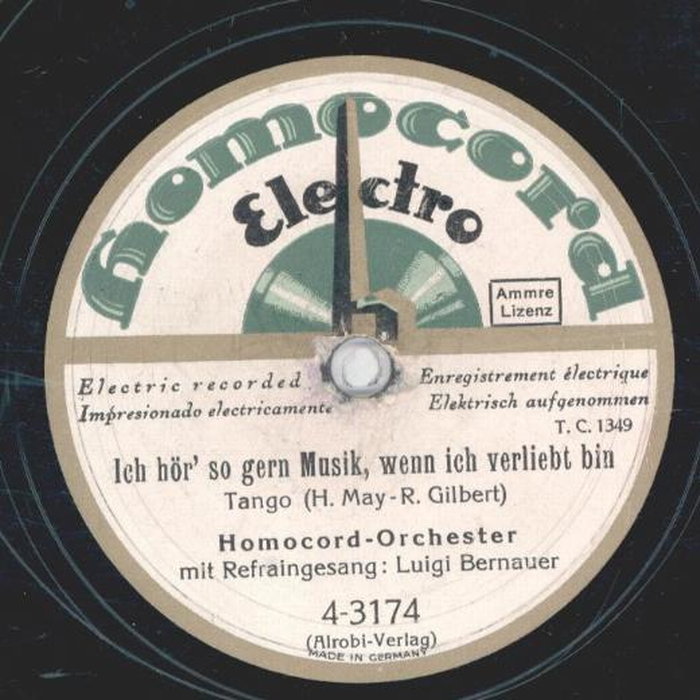 homocord
Electro
Ammre
Lizenz
Electric recorded
Impresionado electricamente
Enregistrement électrique
Elektrisch aufgenommen
T. C. 1349
Ich hör' so gern Musik, wenn ich verliebt bin
Tango (H. May-R. Gilbert)
Homocord-Orchester
mit Refraingesang: Luigi Bernauer
4-3174
(Alrobi-Verlag)
MADE IN GERMANY